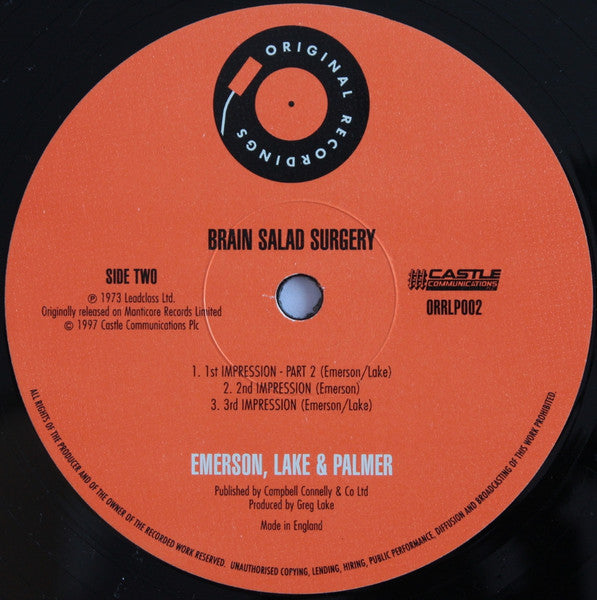 ORIGINAL RECORDINGS
BRAIN SALAD SURGERY
SIDE TWO
℗ 1973 Leadclass Ltd.
Originally released on Manticore Records Limited
© 1997 Castle Communications Plc
CASTLE
COMMUNICATIONS
ORRLP002
1. 1st IMPRESSION - PART 2 (Emerson/Lake)
2. 2nd IMPRESSION (Emerson)
3. 3rd IMPRESSION (Emerson/Lake)
EMERSON, LAKE & PALMER
Published by Campbell Connelly & Co Ltd
Produced by Greg Lake
Made in England
ALL RIGHTS OF THE PRODUCER AND OF THE OWNER OF THE RECORDED WORK RESERVED. UNAUTHORISED COPYING, LENDING, HIRING, PUBLIC PERFORMANCE, DIFFUSION AND BROADCASTING OF THIS WORK PROHIBITED.